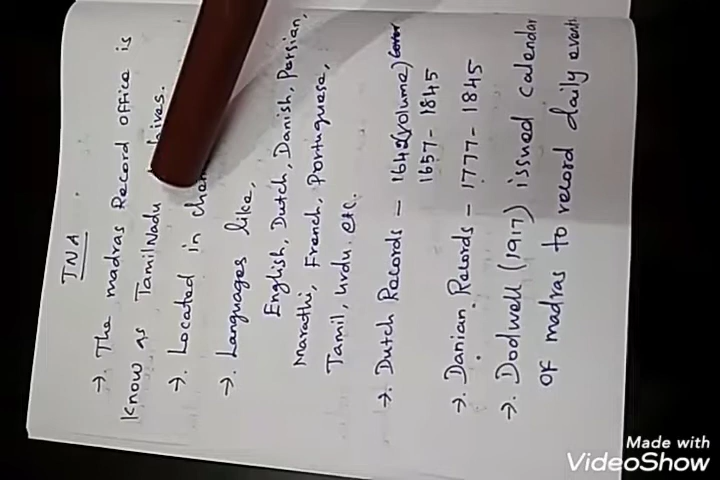 TNA.
→ The madras Record office is
Know as TamilNadu
→. Located in
→. Languages like,
English, Dutch, Danish, Persian,
Marathi, French, Portuguese,
Tamil, Urdu. etc.
→. Dutch Records - (volume)
1657-1845
→. Danian. Records - 1777-1845
→. Dodwell (1917) issued calendar
OF madras to record daily events
Made with
VideoShow